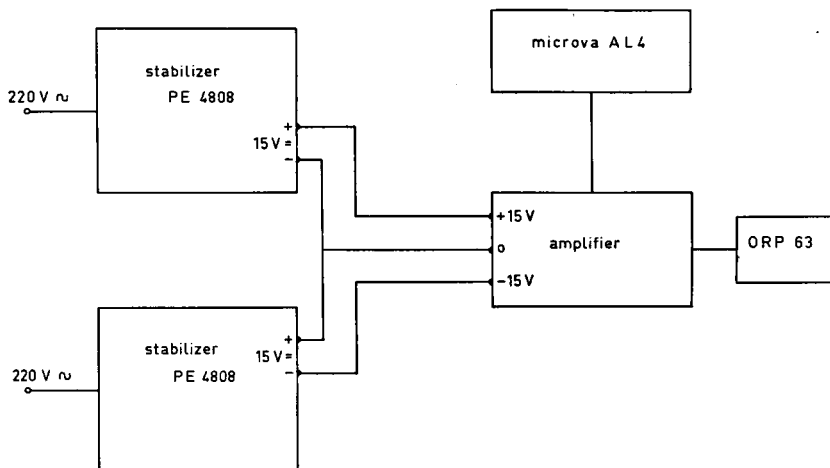 microva AL4
stabilizer
PE 4808
220 V ~
+
15 V =
−
+15 V
o
−15 V
amplifier
ORP 63
stabilizer
PE 4808
220 V ~
+
15 V =
−